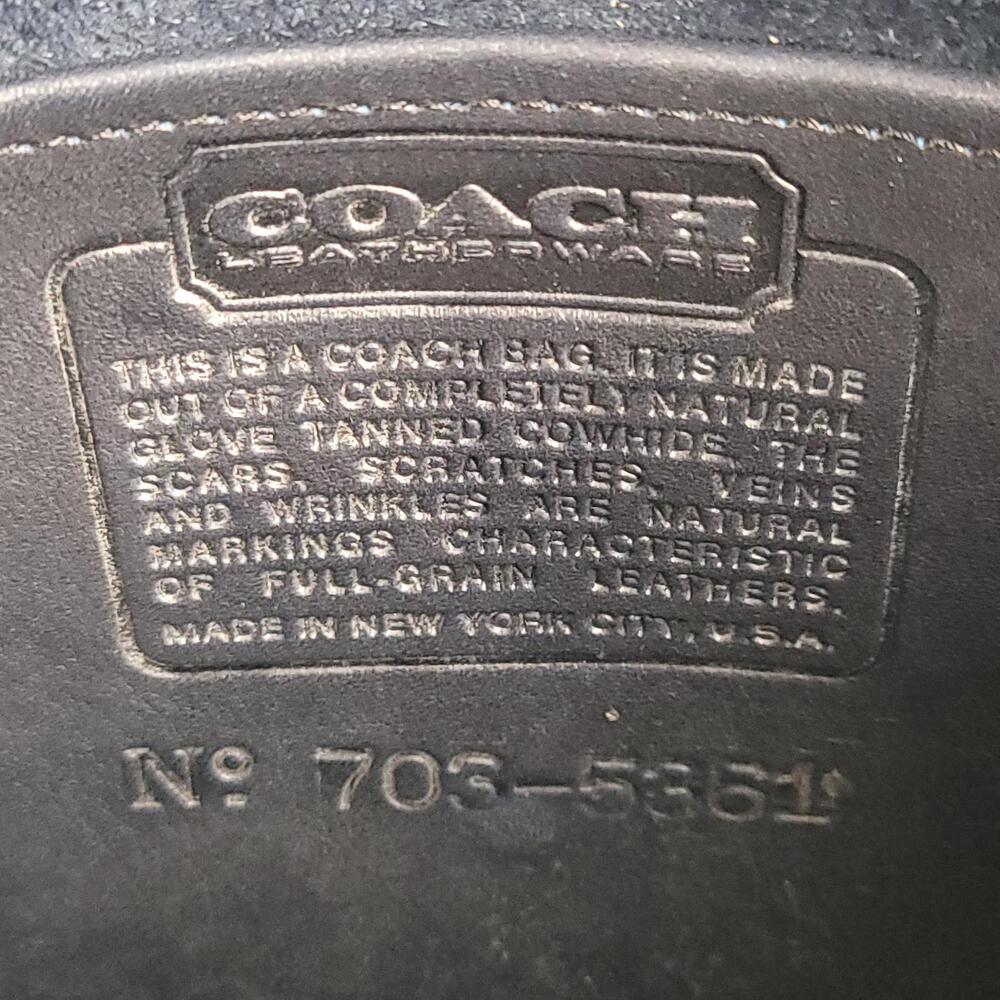 COACH
LEATHERWARE
THIS IS A COACH BAG. IT IS MADE
OUT OF A COMPLETELY NATURAL
GLOVE TANNED COWHIDE. THE
SCARS, SCRATCHES, VEINS
AND WRINKLES ARE NATURAL
MARKINGS CHARACTERISTIC
OF FULL-GRAIN LEATHERS.
MADE IN NEW YORK CITY, U.S.A.
Nº 703-5361